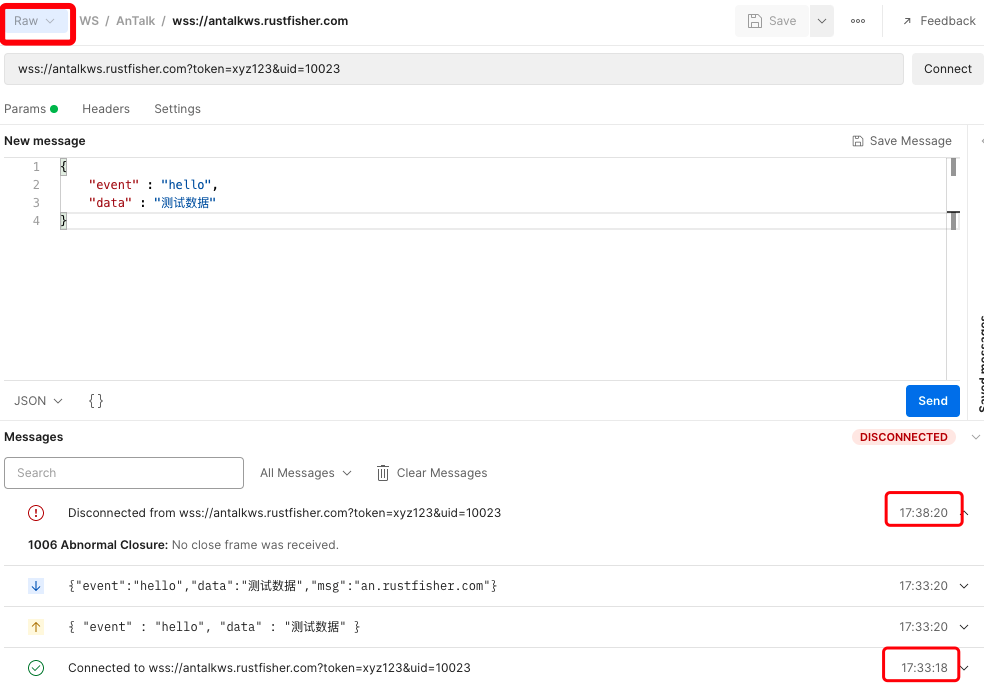 Raw WS / AnTalk / wss://antalkws.rustfisher.com Save Feedback
wss://antalkws.rustfisher.com?token=xyz123&uid=10023 Connect
Params Headers Settings
New message Save Message
1 {
2 "event" : "hello",
3 "data" : "测试数据"
4 }
JSON {} Send
Messages DISCONNECTED
Search All Messages Clear Messages
Disconnected from wss://antalkws.rustfisher.com?token=xyz123&uid=10023 17:38:20
1006 Abnormal Closure: No close frame was received.
{"event":"hello","data":"测试数据","msg":"an.rustfisher.com"} 17:33:20
{ "event" : "hello", "data" : "测试数据" } 17:33:20
Connected to wss://antalkws.rustfisher.com?token=xyz123&uid=10023 17:33:18